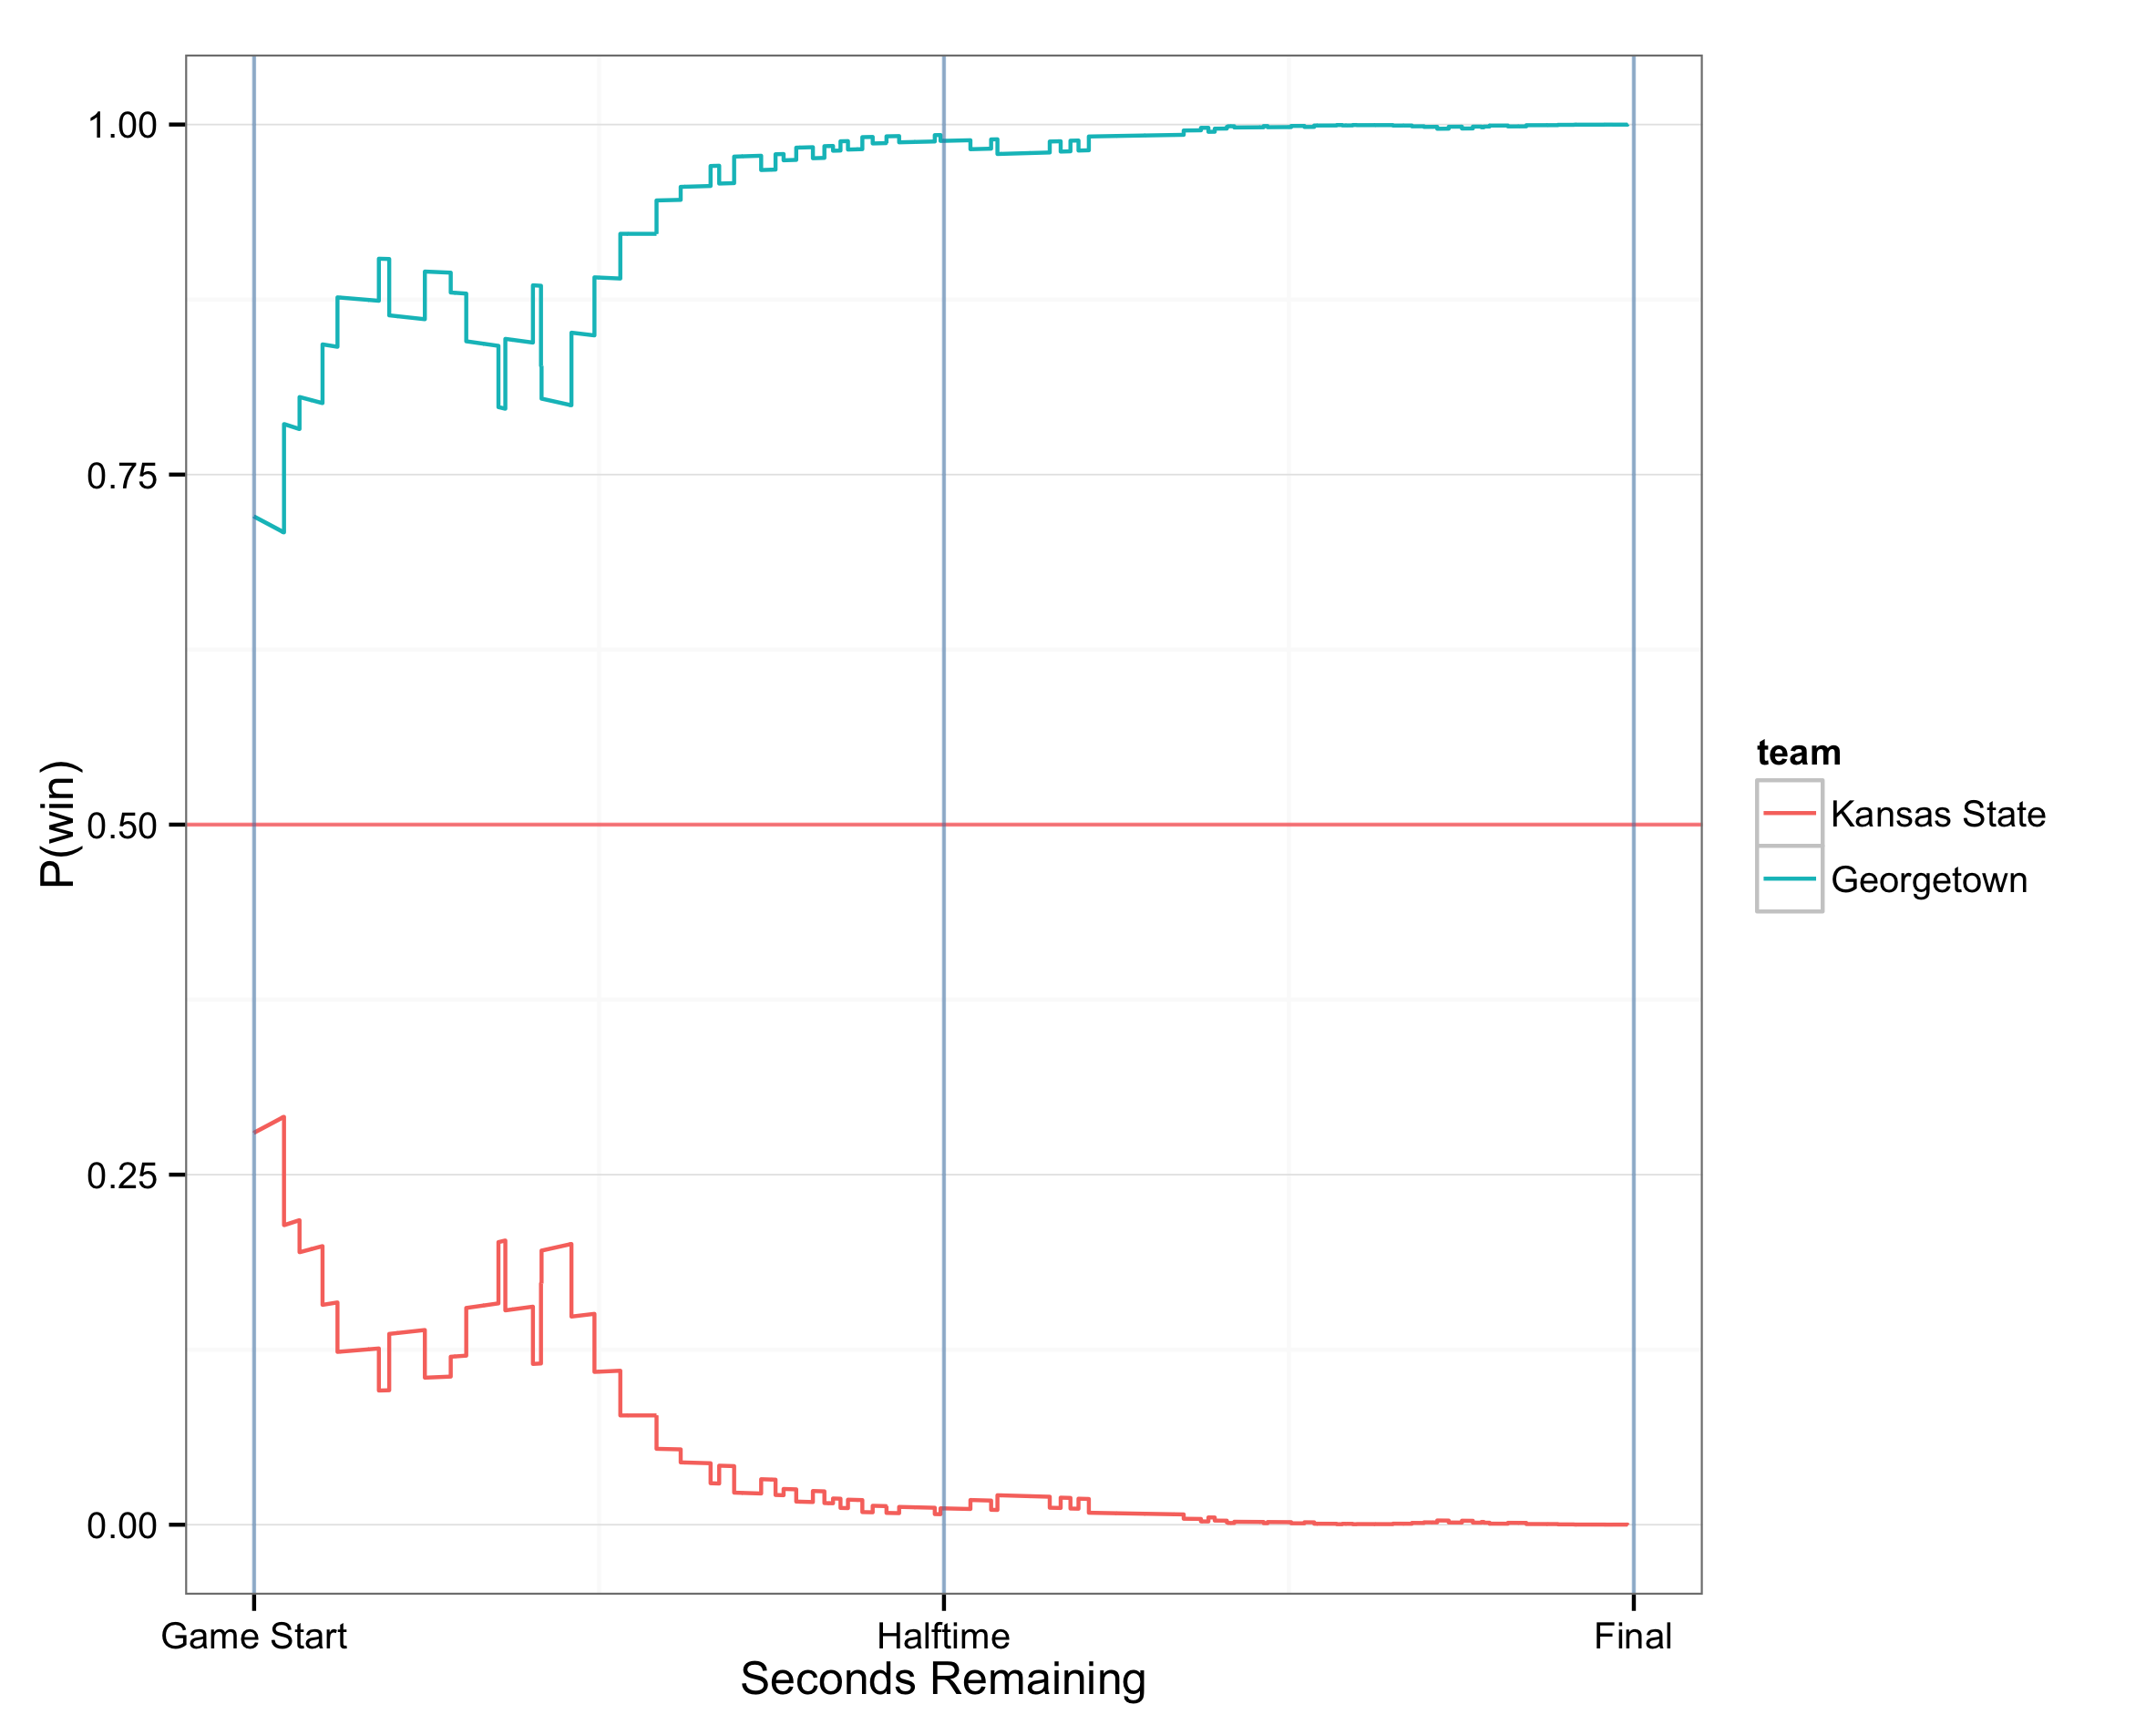 1.00
0.75
0.50
0.25
0.00
P(win)
Game Start
Halftime
Final
Seconds Remaining
team
Kansas State
Georgetown